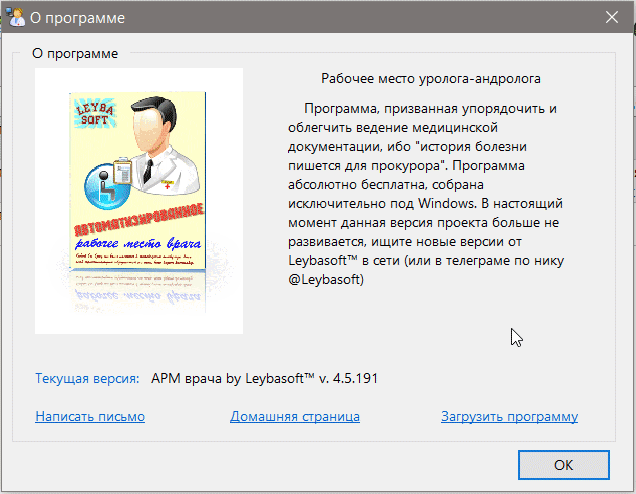 О программе
О программе
LEYBA
SOFT
АВТОМАТИЗИРОВАННОЕ
рабочее место врача
Рабочее место уролога-андролога
Программа, призванная упорядочить и
облегчить ведение медицинской
документации, ибо "история болезни
пишется для прокурора". Программа
абсолютно бесплатна, собрана
исключительно под Windows. В настоящий
момент данная версия проекта больше не
развивается, ищите новые версии от
Leybasoft™ в сети (или в телеграме по нику
@Leybasoft)
Текущая версия: АРМ врача by Leybasoft™ v. 4.5.191
Написать письмо Домашняя страница Загрузить программу
OK